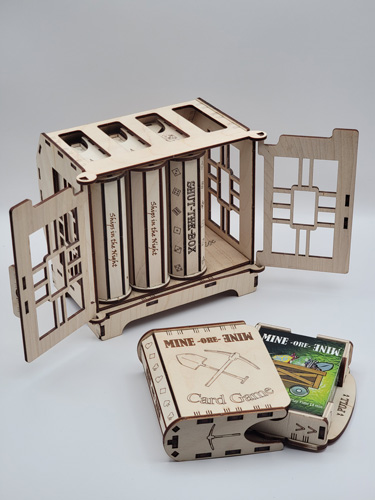 Ships in the Night
Ships in the Night
SHUT-THE-BOX
MINE -ORE- MINE
Card Game
MINE -ORE- MINE
PULL